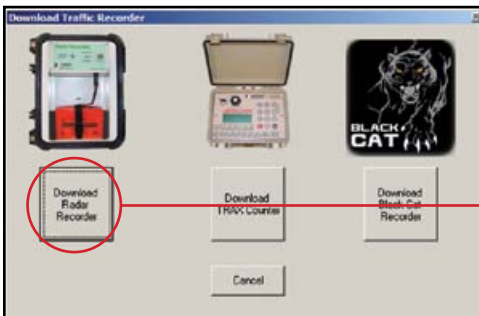 Download Traffic Recorder
BLACK
CAT
Download
Radar
Recorder
Download
TRAX Counter
Download
Black Cat
Recorder
Cancel